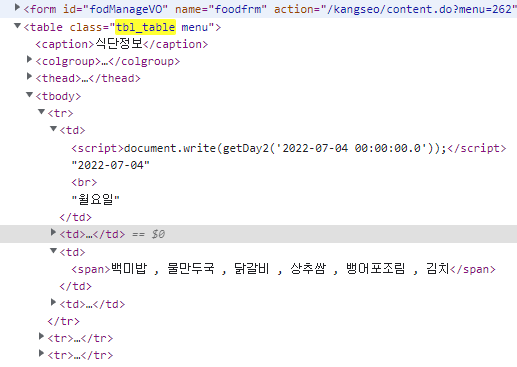 <form id="fodManageVO" name="foodfrm" action="/kangseo/content.do?menu=262"
<table class="tbl_table menu">
<caption>식단정보</caption>
<colgroup>…</colgroup>
<thead>…</thead>
<tbody>
<tr>
<td>
<script>document.write(getDay2('2022-07-04 00:00:00.0'));</script>
"2022-07-04"
<br>
"월요일"
</td>
<td>…</td> == $0
<td>
<span>백미밥 , 물만두국 , 닭갈비 , 상추쌈 , 뱅어포조림 , 김치</span>
</td>
<td>…</td>
</tr>
<tr>…</tr>
<tr>…</tr>